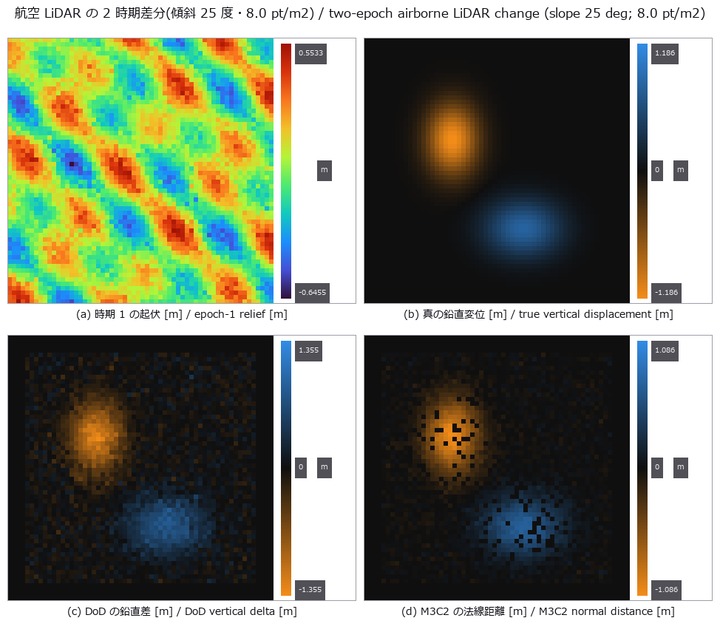 航空 LiDAR の 2 時期差分(傾斜 25 度・8.0 pt/m2) / two-epoch airborne LiDAR change (slope 25 deg; 8.0 pt/m2)
0.5533
m
-0.6455
(a) 時期 1 の起伏 [m] / epoch-1 relief [m]
1.186
0 m
-1.186
(b) 真の鉛直変位 [m] / true vertical displacement [m]
1.355
0 m
-1.355
(c) DoD の鉛直差 [m] / DoD vertical delta [m]
1.086
0 m
-1.086
(d) M3C2 の法線距離 [m] / M3C2 normal distance [m]